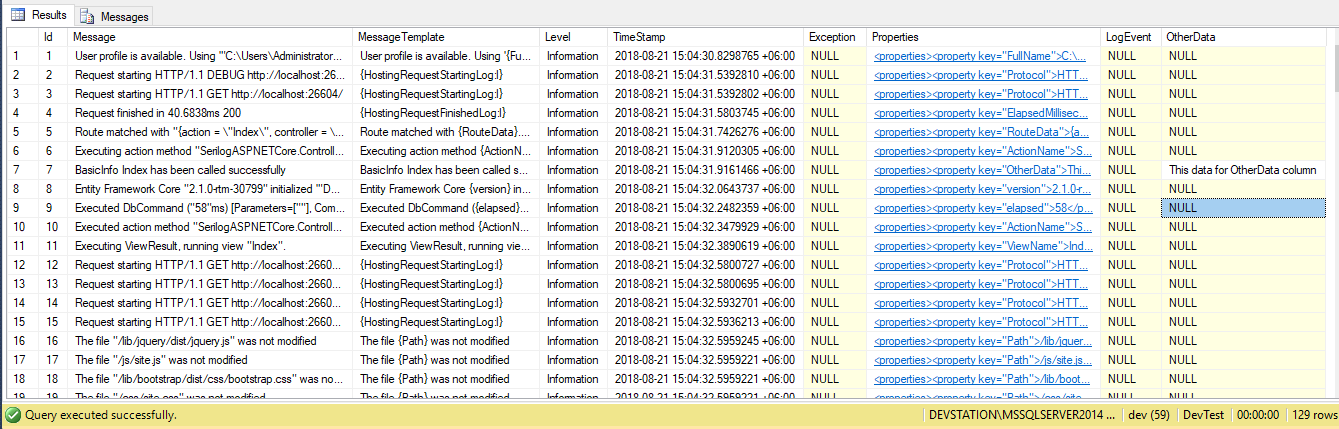 Results Messages
Id Message MessageTemplate Level TimeStamp Exception Properties LogEvent OtherData
1 1 User profile is available. Using "'C:\Users\Administrator... User profile is available. Using '{Fu... Information 2018-08-21 15:04:30.8298765 +06:00 NULL <properties><property key="FullName">C:\... NULL NULL
2 2 Request starting HTTP/1.1 DEBUG http://localhost:26... {HostingRequestStartingLog:l} Information 2018-08-21 15:04:31.5392810 +06:00 NULL <properties><property key="Protocol">HTT... NULL NULL
3 3 Request starting HTTP/1.1 GET http://localhost:26604/ {HostingRequestStartingLog:l} Information 2018-08-21 15:04:31.5392802 +06:00 NULL <properties><property key="Protocol">HTT... NULL NULL
4 4 Request finished in 40.6838ms 200 {HostingRequestFinishedLog:l} Information 2018-08-21 15:04:31.5803745 +06:00 NULL <properties><property key="ElapsedMillisec... NULL NULL
5 5 Route matched with "{action = \"Index\", controller = \... Route matched with {RouteData}.... Information 2018-08-21 15:04:31.7426276 +06:00 NULL <properties><property key="RouteData">{a... NULL NULL
6 6 Executing action method "SerilogASPNETCore.Controll... Executing action method {ActionN... Information 2018-08-21 15:04:31.9120305 +06:00 NULL <properties><property key="ActionName">S... NULL NULL
7 7 BasicInfo Index has been called successfully BasicInfo Index has been called s... Information 2018-08-21 15:04:31.9161466 +06:00 NULL <properties><property key="OtherData">Thi... NULL This data for OtherData column
8 8 Entity Framework Core "2.1.0-rtm-30799" initialized "'D... Entity Framework Core {version} in... Information 2018-08-21 15:04:32.0643737 +06:00 NULL <properties><property key="version">2.1.0-r... NULL NULL
9 9 Executed DbCommand ("58"ms) [Parameters=[""], Com... Executed DbCommand ({elapsed}... Information 2018-08-21 15:04:32.2482359 +06:00 NULL <properties><property key="elapsed">58</p... NULL NULL
10 10 Executed action method "SerilogASPNETCore.Controll... Executed action method {ActionN... Information 2018-08-21 15:04:32.3479929 +06:00 NULL <properties><property key="ActionName">S... NULL NULL
11 11 Executing ViewResult, running view "Index". Executing ViewResult, running vie... Information 2018-08-21 15:04:32.3890619 +06:00 NULL <properties><property key="ViewName">Ind... NULL NULL
12 12 Request starting HTTP/1.1 GET http://localhost:2660... {HostingRequestStartingLog:l} Information 2018-08-21 15:04:32.5800727 +06:00 NULL <properties><property key="Protocol">HTT... NULL NULL
13 13 Request starting HTTP/1.1 GET http://localhost:2660... {HostingRequestStartingLog:l} Information 2018-08-21 15:04:32.5800695 +06:00 NULL <properties><property key="Protocol">HTT... NULL NULL
14 14 Request starting HTTP/1.1 GET http://localhost:2660... {HostingRequestStartingLog:l} Information 2018-08-21 15:04:32.5932701 +06:00 NULL <properties><property key="Protocol">HTT... NULL NULL
15 15 Request starting HTTP/1.1 GET http://localhost:2660... {HostingRequestStartingLog:l} Information 2018-08-21 15:04:32.5936213 +06:00 NULL <properties><property key="Protocol">HTT... NULL NULL
16 16 The file "/lib/jquery/dist/jquery.js" was not modified The file {Path} was not modified Information 2018-08-21 15:04:32.5959245 +06:00 NULL <properties><property key="Path">/lib/jquer... NULL NULL
17 17 The file "/js/site.js" was not modified The file {Path} was not modified Information 2018-08-21 15:04:32.5959221 +06:00 NULL <properties><property key="Path">/js/site.js... NULL NULL
18 18 The file "/lib/bootstrap/dist/css/bootstrap.css" was no... The file {Path} was not modified Information 2018-08-21 15:04:32.5959221 +06:00 NULL <properties><property key="Path">/lib/boot... NULL NULL
Query executed successfully. DEVSTATION\MSSQLSERVER2014 ... dev (59) DevTest 00:00:00 129 rows